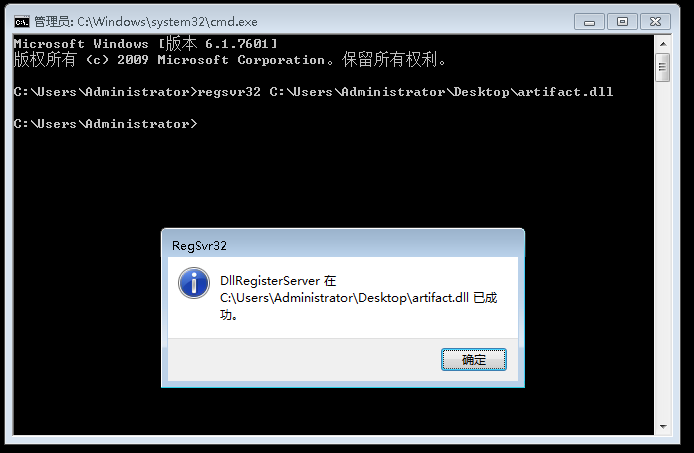 管理员: C:\Windows\system32\cmd.exe
Microsoft Windows [版本 6.1.7601]
版权所有 (c) 2009 Microsoft Corporation。保留所有权利。
C:\Users\Administrator>regsvr32 C:\Users\Administrator\Desktop\artifact.dll
C:\Users\Administrator>
RegSvr32
DllRegisterServer 在
C:\Users\Administrator\Desktop\artifact.dll 已成
功。
确定